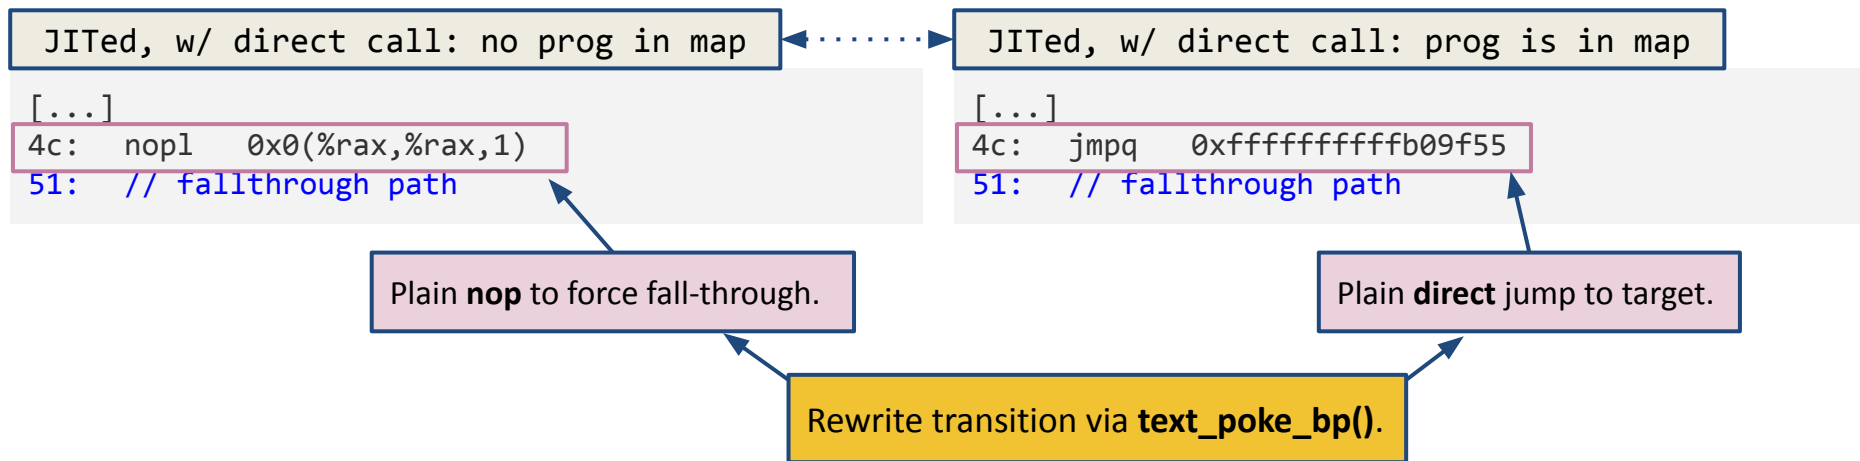 JITed, w/ direct call: no prog in map
[...]
4c: nopl 0x0(%rax,%rax,1)
51: // fallthrough path
JITed, w/ direct call: prog is in map
[...]
4c: jmpq 0xffffffffffb09f55
51: // fallthrough path
Plain nop to force fall-through.
Plain direct jump to target.
Rewrite transition via text_poke_bp().